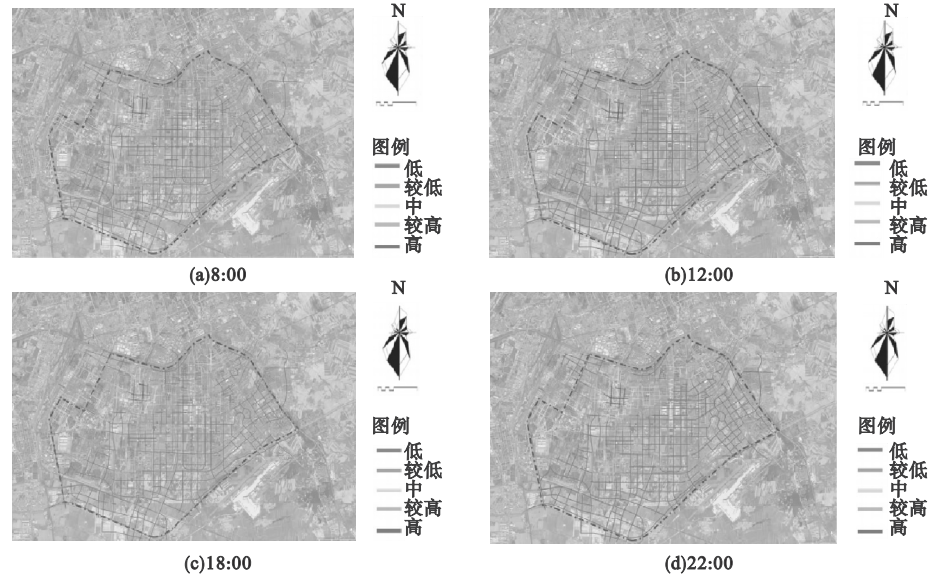 N
图例
低
较低
中
较高
高
(a)8:00
N
图例
低
较低
中
较高
高
(b)12:00
N
图例
低
较低
中
较高
高
(c)18:00
N
图例
低
较低
中
较高
高
(d)22:00